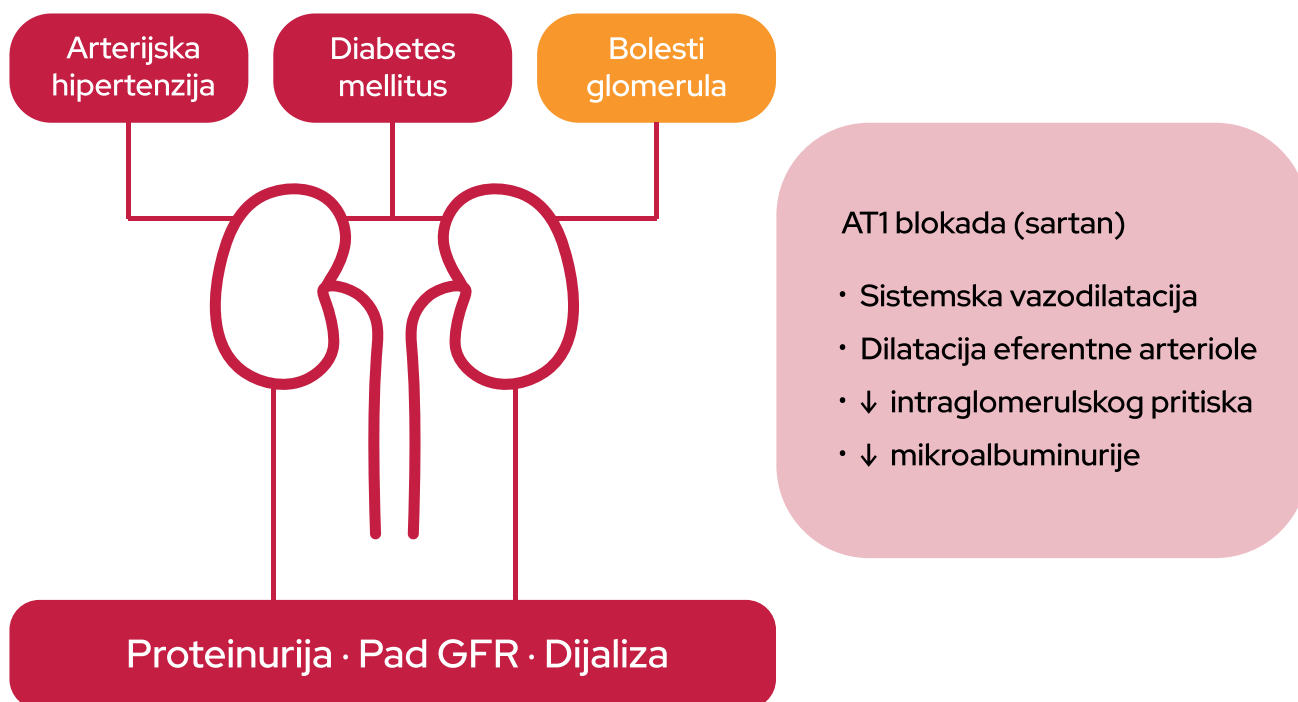 Arterijska
hipertenzija
Diabetes
mellitus
Bolesti
glomerula
AT1 blokada (sartan)
• Sistemska vazodilatacija
• Dilatacija eferentne arteriole
• ↓ intraglomerulskog pritiska
• ↓ mikroalbuminurije
Proteinurija · Pad GFR · Dijaliza